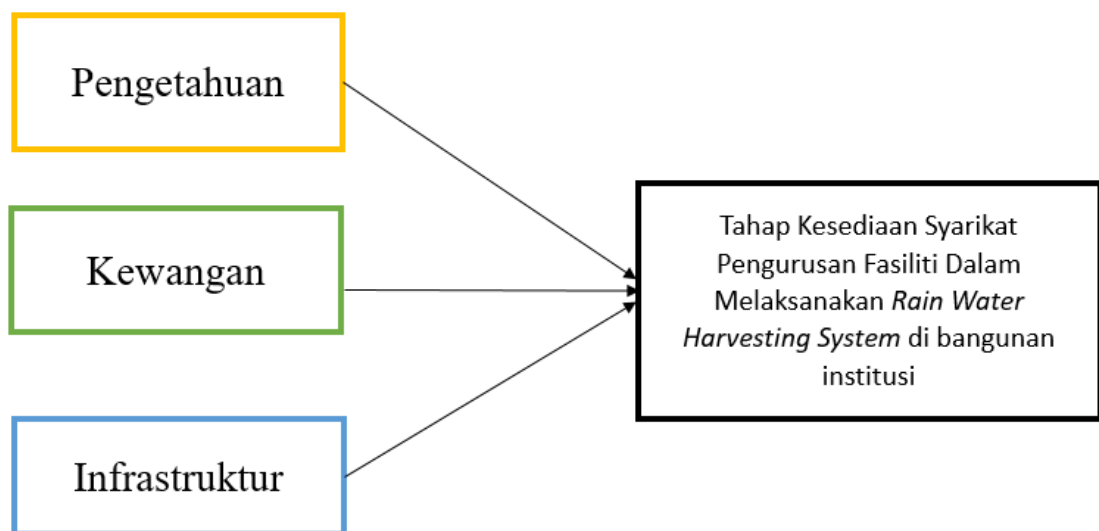 Pengetahuan
Kewangan
Infrastruktur
Tahap Kesediaan Syarikat
Pengurusan Fasiliti Dalam
Melaksanakan Rain Water
Harvesting System di bangunan
institusi